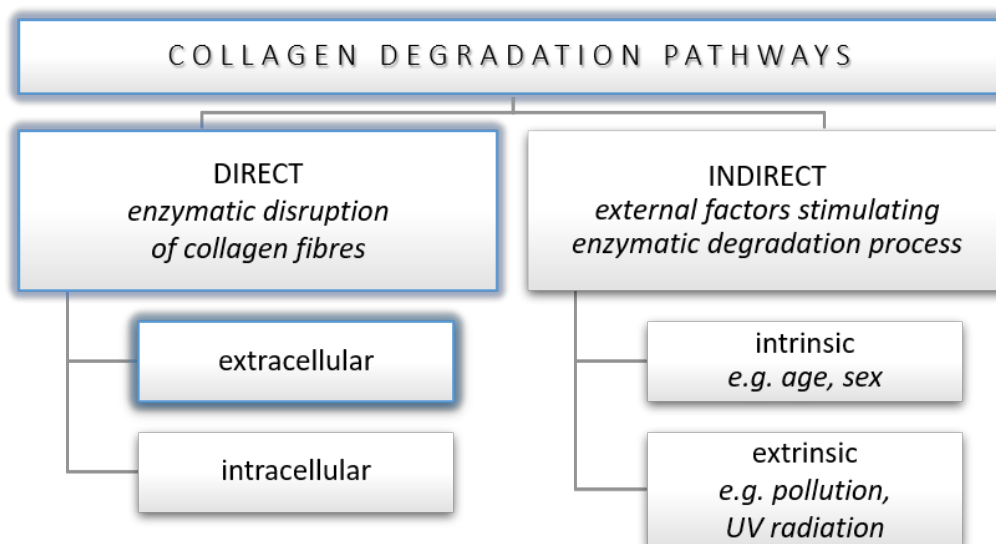 COLLAGEN DEGRADATION PATHWAYS
DIRECT
enzymatic disruption
of collagen fibres
INDIRECT
external factors stimulating
enzymatic degradation process
extracellular
intracellular
intrinsic
e.g. age, sex
extrinsic
e.g. pollution,
UV radiation